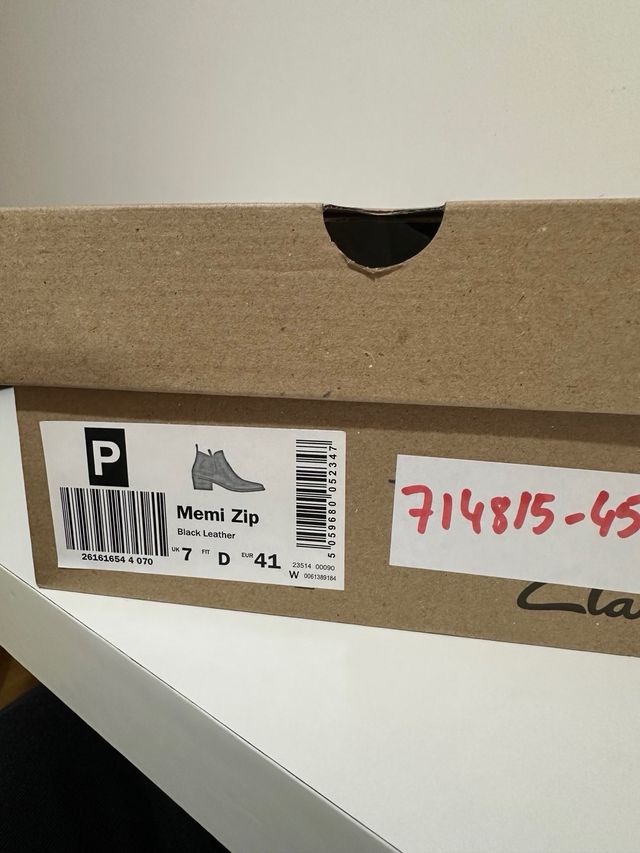 P
26161654 4 070
Memi Zip
Black Leather
UK 7 FIT D EUR 41
5 059680 052347
23514 00090
W 0061389184
714815-45
Cla